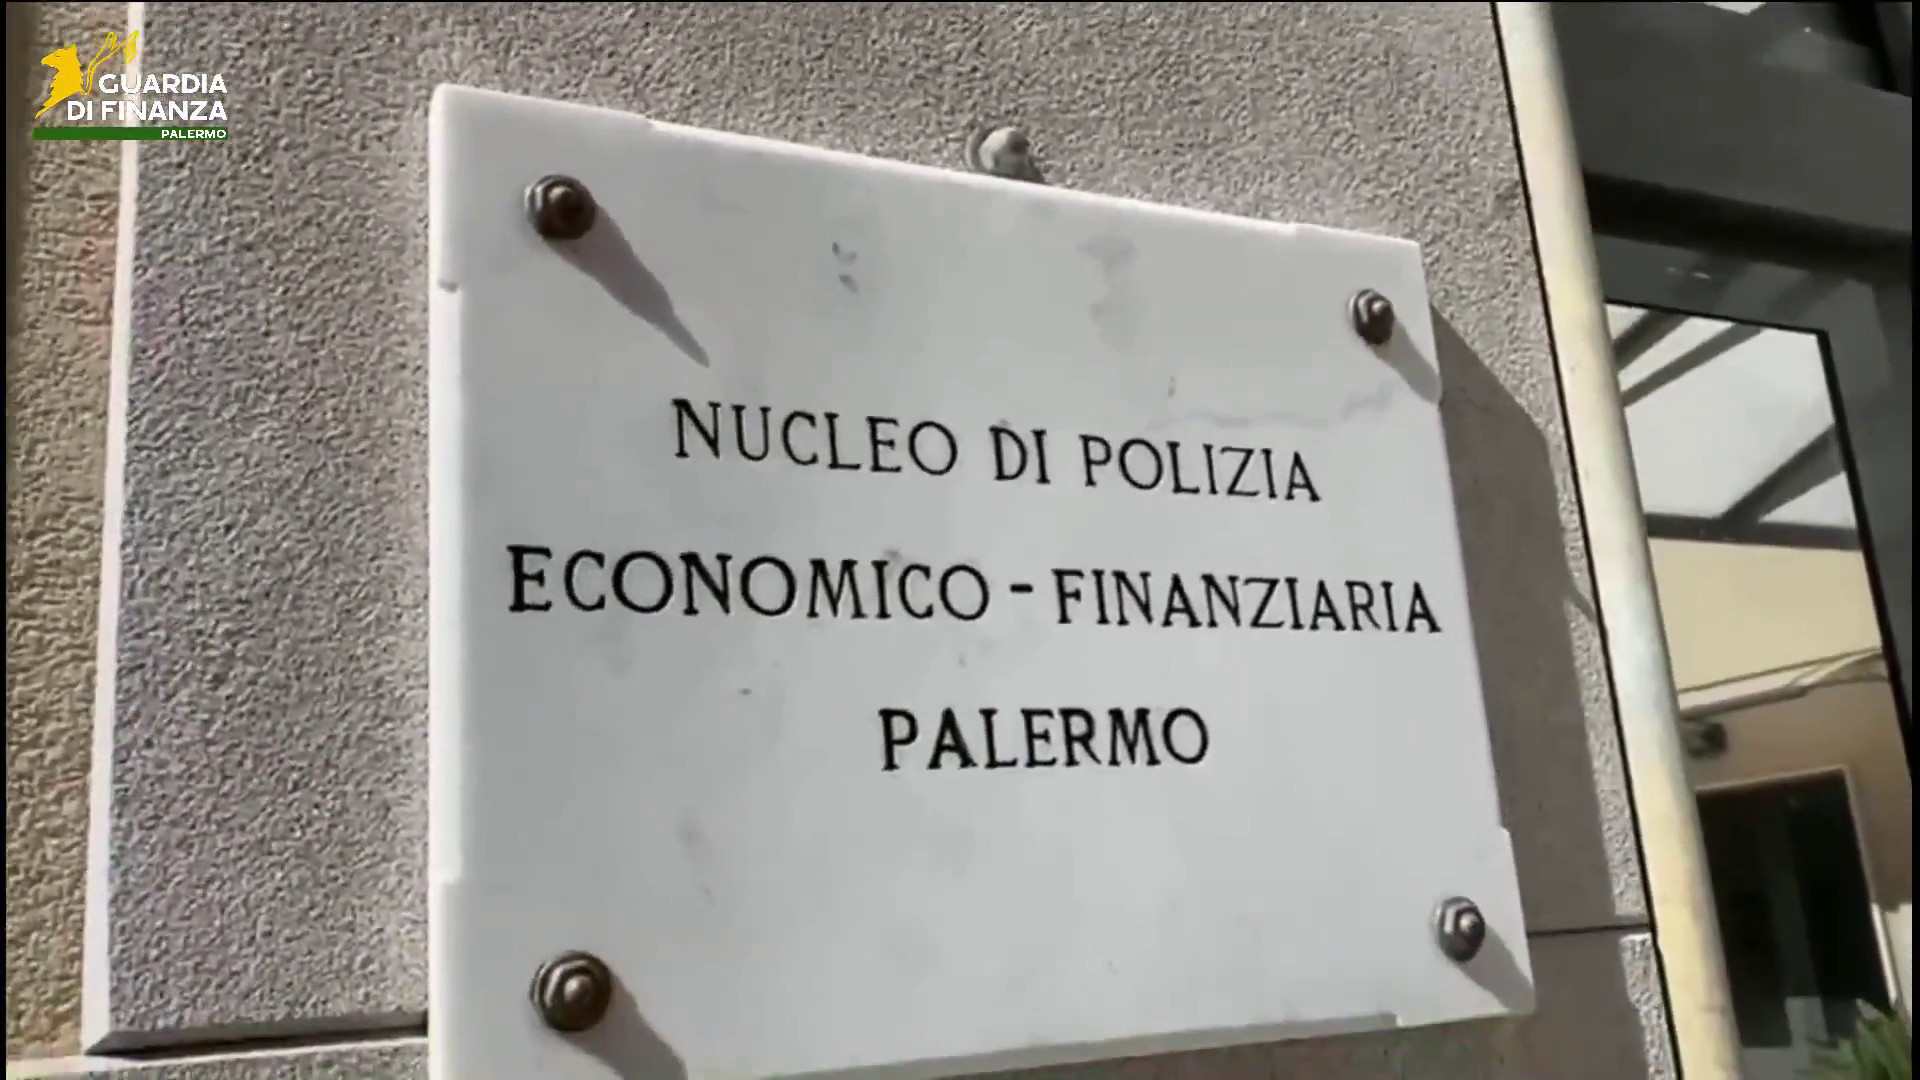 GUARDIA
DI FINANZA
PALERMO
NUCLEO DI POLIZIA
ECONOMICO - FINANZIARIA
PALERMO